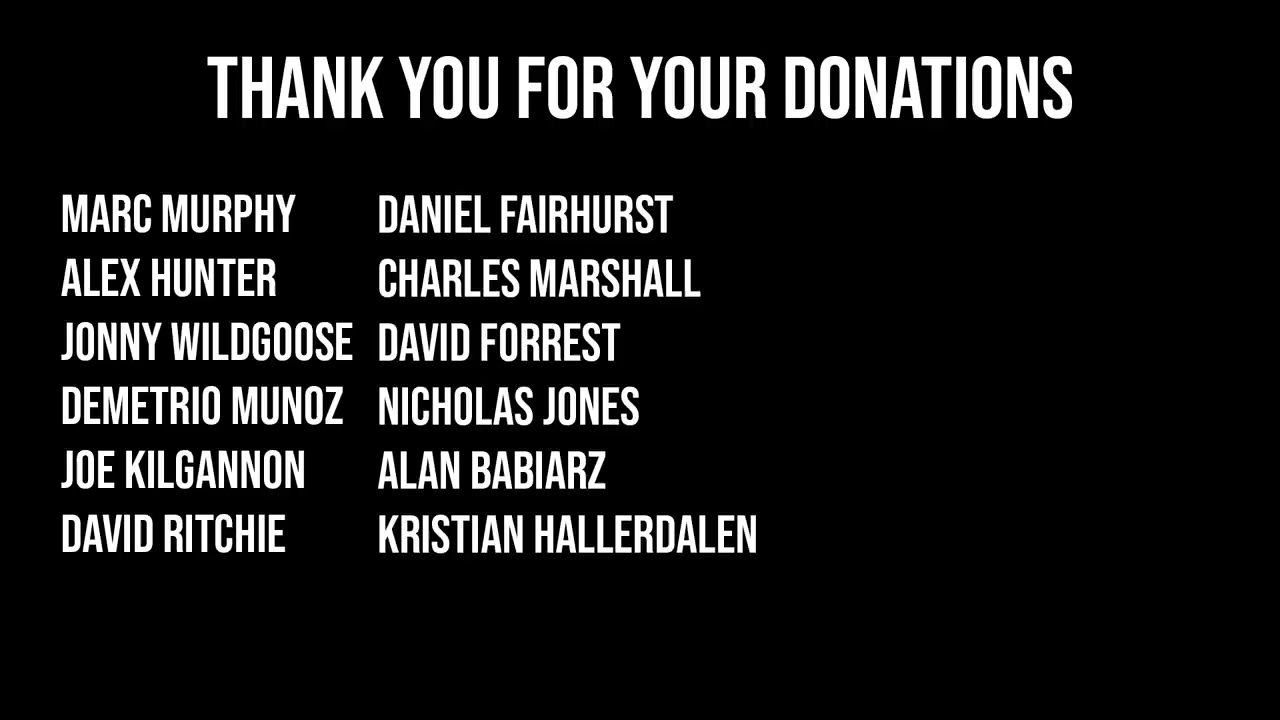 THANK YOU FOR YOUR DONATIONS
MARC MURPHY
ALEX HUNTER
JONNY WILDGOOSE
DEMETRIO MUNOZ
JOE KILGANNON
DAVID RITCHIE
DANIEL FAIRHURST
CHARLES MARSHALL
DAVID FORREST
NICHOLAS JONES
ALAN BABIARZ
KRISTIAN HALLERDALEN